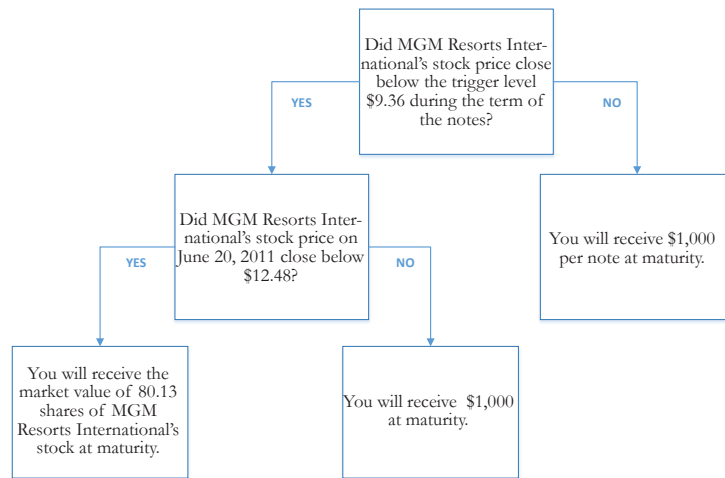 Did MGM Resorts Inter-
national’s stock price close
below the trigger level
$9.36 during the term of
the notes?
YES
NO
Did MGM Resorts Inter-
national’s stock price on
June 20, 2011 close below
$12.48?
You will receive $1,000
per note at maturity.
YES
NO
You will receive the
market value of 80.13
shares of MGM
Resorts International’s
stock at maturity.
You will receive $1,000
at maturity.